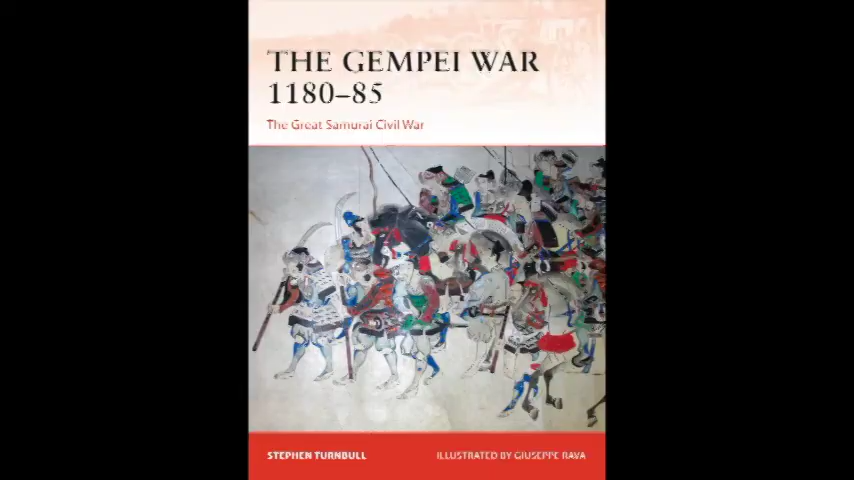 THE GEMPEI WAR
1180–85
The Great Samurai Civil War
STEPHEN TURNBULL
ILLUSTRATED BY GIUSEPPE RAVA